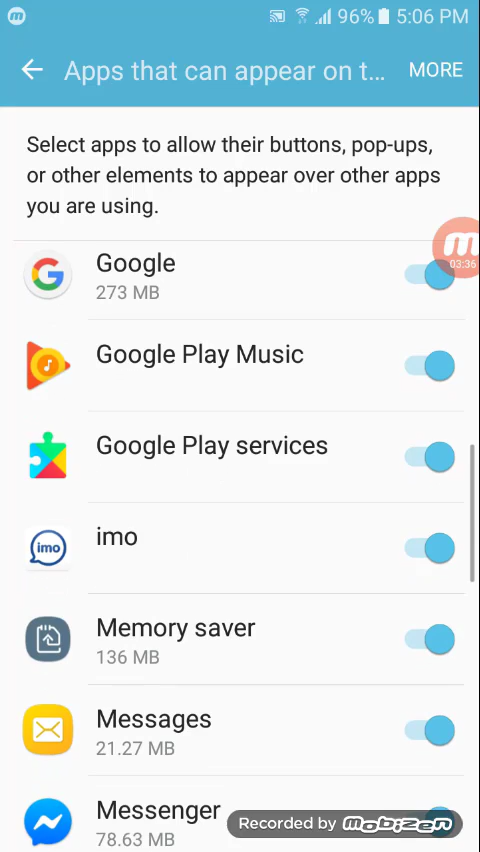 96% 5:06 PM
Apps that can appear on t... MORE
Select apps to allow their buttons, pop-ups,
or other elements to appear over other apps
you are using.
Google
273 MB
03:36
Google Play Music
Google Play services
imo
imo
Memory saver
136 MB
Messages
21.27 MB
Messenger
78.63 MB
Recorded by mobizen